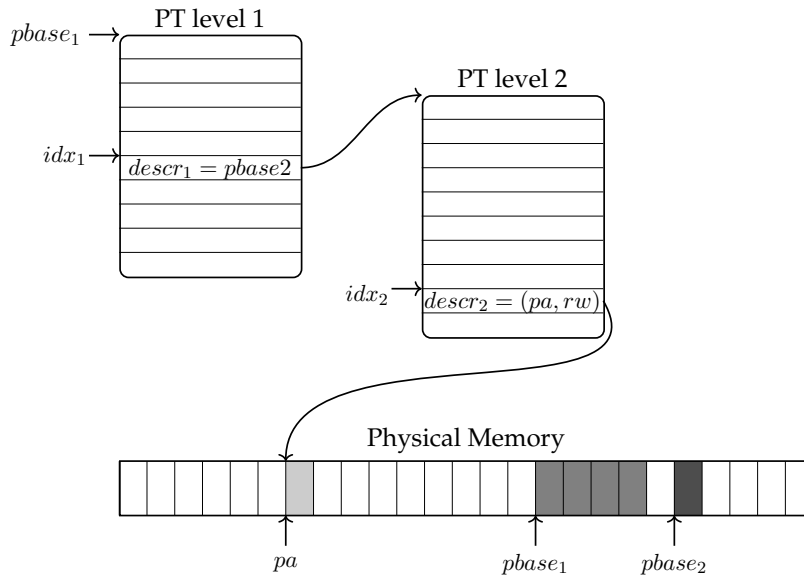 PT level 1
pbase₁
PT level 2
idx₁
descr₁ = pbase2
idx₂
descr₂ = (pa, rw)
Physical Memory
pa
pbase₁
pbase₂